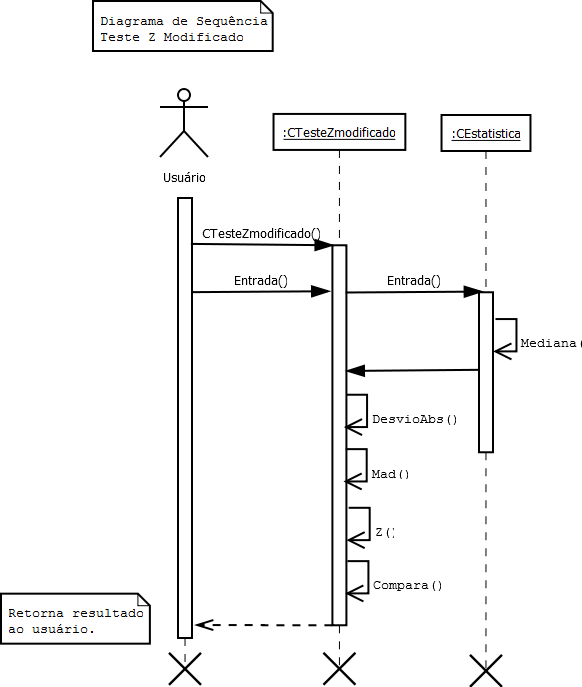 Diagrama de Sequência
Teste Z Modificado
:CTesteZmodificado
:CEstatistica
Usuário
CTesteZmodificado()
Entrada()
Entrada()
Mediana(
DesvioAbs()
Mad()
Z()
Compara()
Retorna resultado
ao usuário.